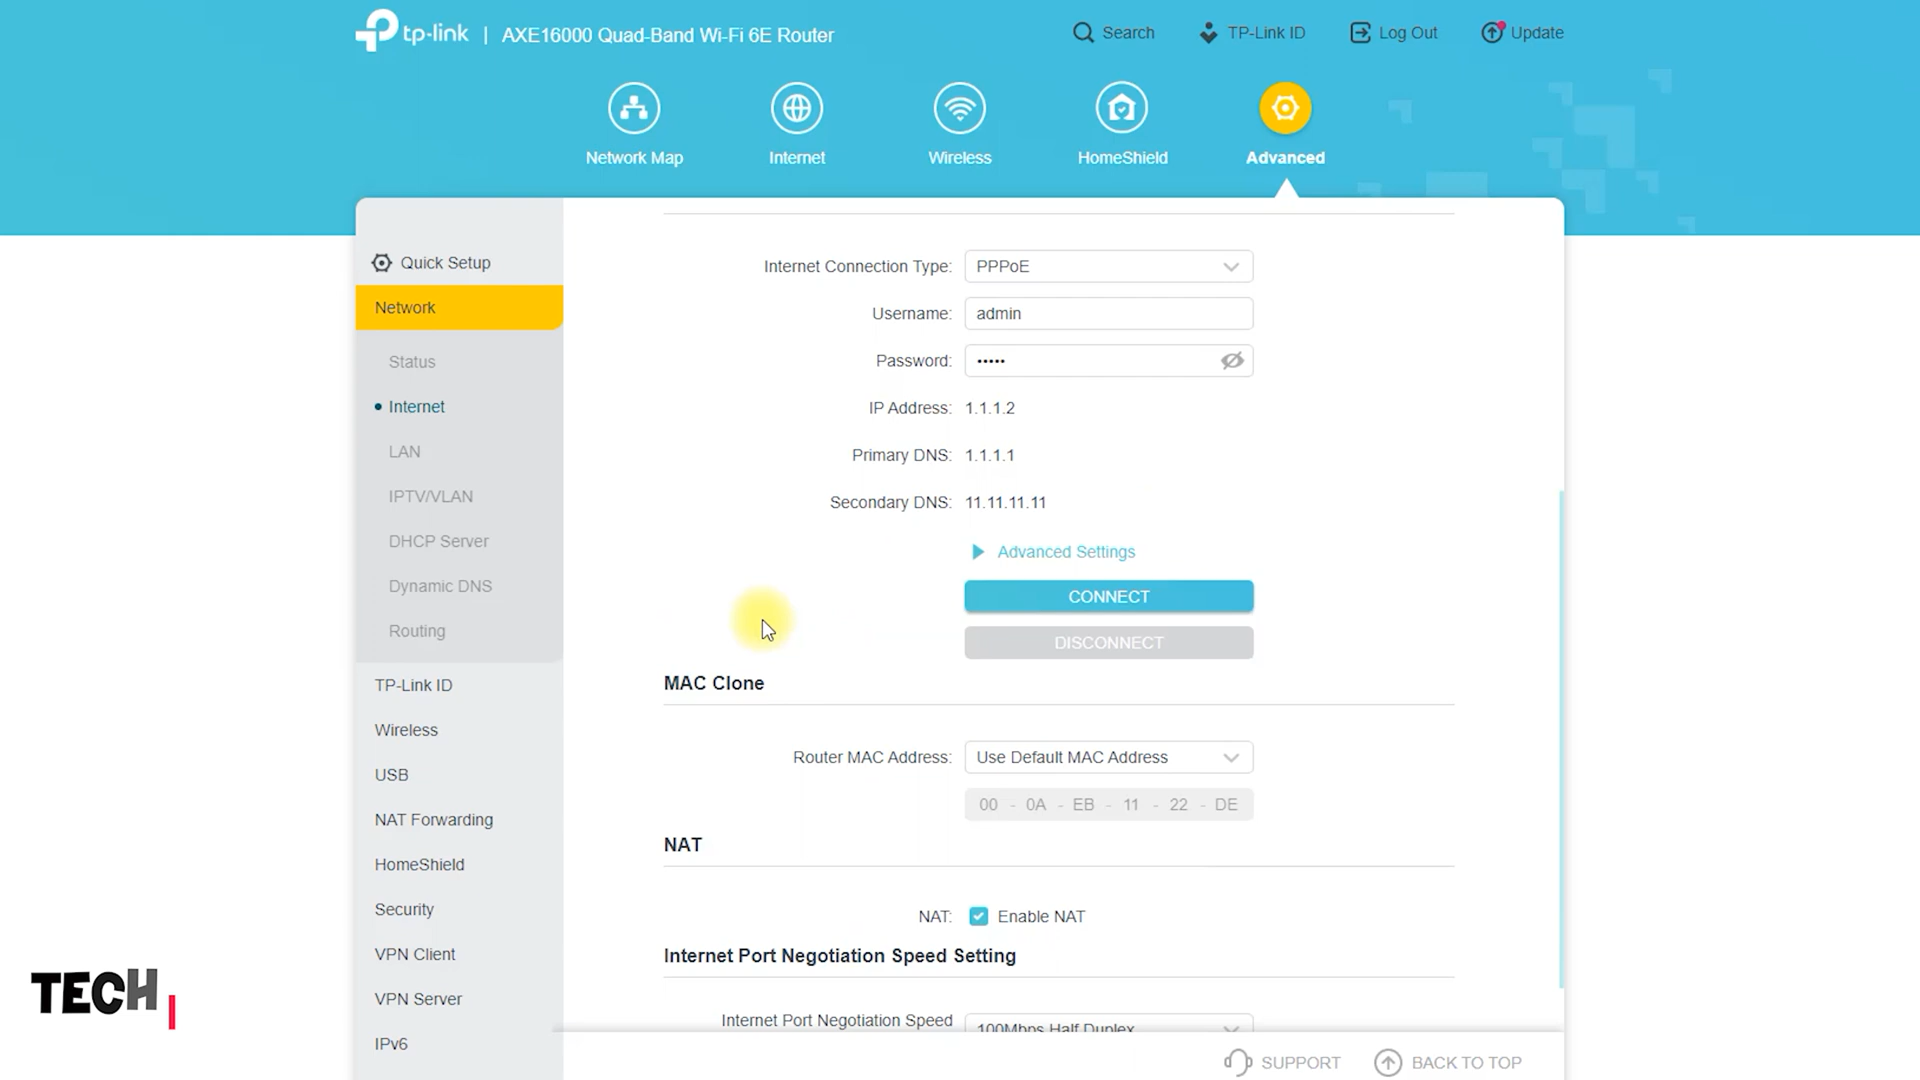 tp-link | AXE16000 Quad-Band Wi-Fi 6E Router
Search
TP-Link ID
Log Out
Update
Network Map
Internet
Wireless
HomeShield
Advanced
Quick Setup
Network
Status
Internet
LAN
IPTV/VLAN
DHCP Server
Dynamic DNS
Routing
TP-Link ID
Wireless
USB
NAT Forwarding
HomeShield
Security
VPN Client
VPN Server
IPv6
Internet Connection Type: PPPoE
Username: admin
Password: •••••
IP Address: 1.1.1.2
Primary DNS: 1.1.1.1
Secondary DNS: 11.11.11.11
Advanced Settings
CONNECT
DISCONNECT
MAC Clone
Router MAC Address: Use Default MAC Address
00 - 0A - EB - 11 - 22 - DE
NAT
NAT: Enable NAT
Internet Port Negotiation Speed Setting
Internet Port Negotiation Speed 100Mbps Half Duplex
SUPPORT
BACK TO TOP
TECH